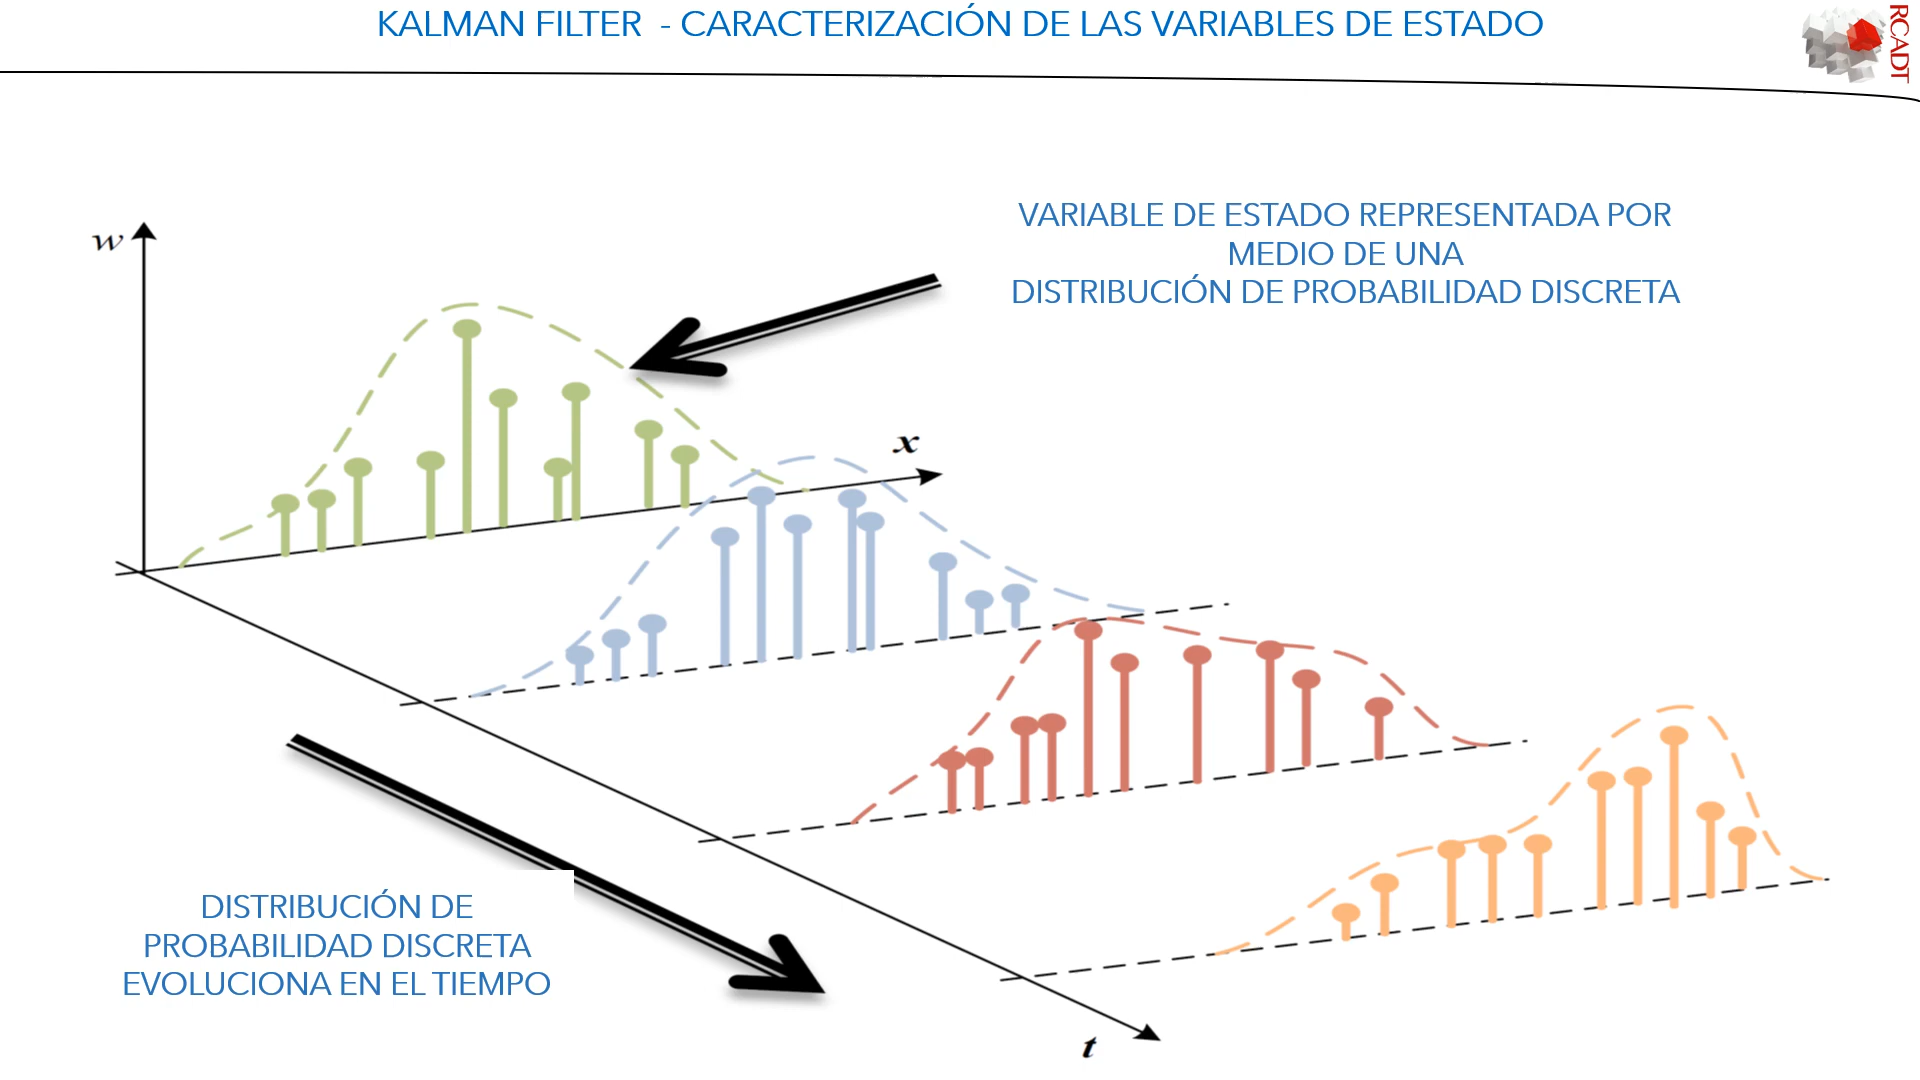 KALMAN FILTER - CARACTERIZACIÓN DE LAS VARIABLES DE ESTADO
RCADT
VARIABLE DE ESTADO REPRESENTADA POR
MEDIO DE UNA
DISTRIBUCIÓN DE PROBABILIDAD DISCRETA
w
x
DISTRIBUCIÓN DE
PROBABILIDAD DISCRETA
EVOLUCIONA EN EL TIEMPO
t